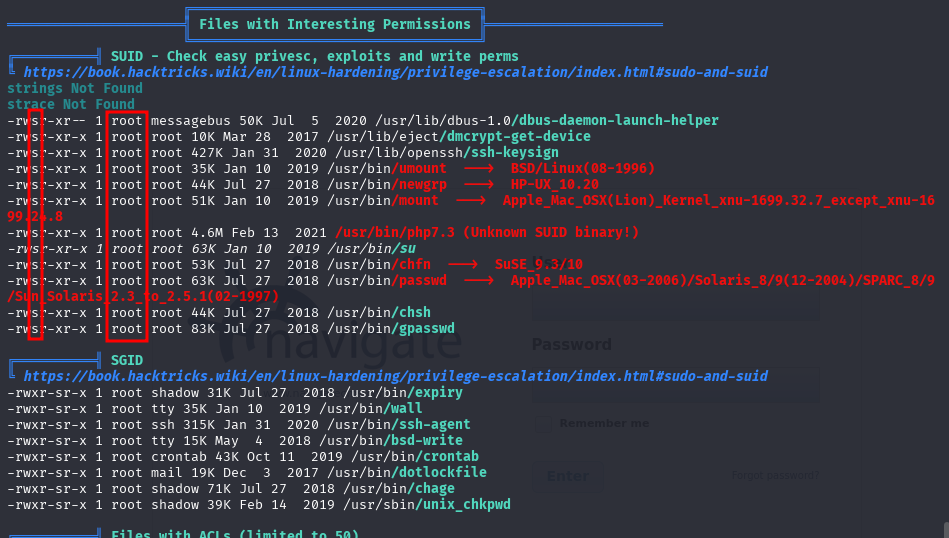 Files with Interesting Permissions
SUID - Check easy privesc, exploits and write perms
https://book.hacktricks.wiki/en/linux-hardening/privilege-escalation/index.html#sudo-and-suid
strings Not Found
strace Not Found
-rwsr-xr-- 1 root messagebus 50K Jul  5  2020 /usr/lib/dbus-1.0/dbus-daemon-launch-helper
-rwsr-xr-x 1 root root 10K Mar 28  2017 /usr/lib/eject/dmcrypt-get-device
-rwsr-xr-x 1 root root 427K Jan 31  2020 /usr/lib/openssh/ssh-keysign
-rwsr-xr-x 1 root root 35K Jan 10  2019 /usr/bin/umount  --->  BSD/Linux(08-1996)
-rwsr-xr-x 1 root root 44K Jul 27  2018 /usr/bin/newgrp  --->  HP-UX_10.20
-rwsr-xr-x 1 root root 51K Jan 10  2019 /usr/bin/mount  --->  Apple_Mac_OSX(Lion)_Kernel_xnu-1699.32.7_except_xnu-16
99.24.8
-rwsr-xr-x 1 root root 4.6M Feb 13  2021 /usr/bin/php7.3 (Unknown SUID binary!)
-rwsr-xr-x 1 root root 63K Jan 10  2019 /usr/bin/su
-rwsr-xr-x 1 root root 53K Jul 27  2018 /usr/bin/chfn  --->  SuSE_9.3/10
-rwsr-xr-x 1 root root 63K Jul 27  2018 /usr/bin/passwd  --->  Apple_Mac_OSX(03-2006)/Solaris_8/9(12-2004)/SPARC_8/9
/Sun_Solaris_2.3_to_2.5.1(02-1997)
-rwsr-xr-x 1 root root 44K Jul 27  2018 /usr/bin/chsh
-rwsr-xr-x 1 root root 83K Jul 27  2018 /usr/bin/gpasswd
navigate
Password
SGID
https://book.hacktricks.wiki/en/linux-hardening/privilege-escalation/index.html#sudo-and-suid
-rwxr-sr-x 1 root shadow 31K Jul 27  2018 /usr/bin/expiry
-rwxr-sr-x 1 root tty 35K Jan 10  2019 /usr/bin/wall
-rwxr-sr-x 1 root ssh 315K Jan 31  2020 /usr/bin/ssh-agent
Remember me
-rwxr-sr-x 1 root tty 15K May  4  2018 /usr/bin/bsd-write
-rwxr-sr-x 1 root crontab 43K Oct 11  2019 /usr/bin/crontab
-rwxr-sr-x 1 root mail 19K Dec  3  2017 /usr/bin/dotlockfile
Enter
Forgot password?
-rwxr-sr-x 1 root shadow 71K Jul 27  2018 /usr/bin/chage
-rwxr-sr-x 1 root shadow 39K Feb 14  2019 /usr/sbin/unix_chkpwd
Files with ACLs (limited to 50)